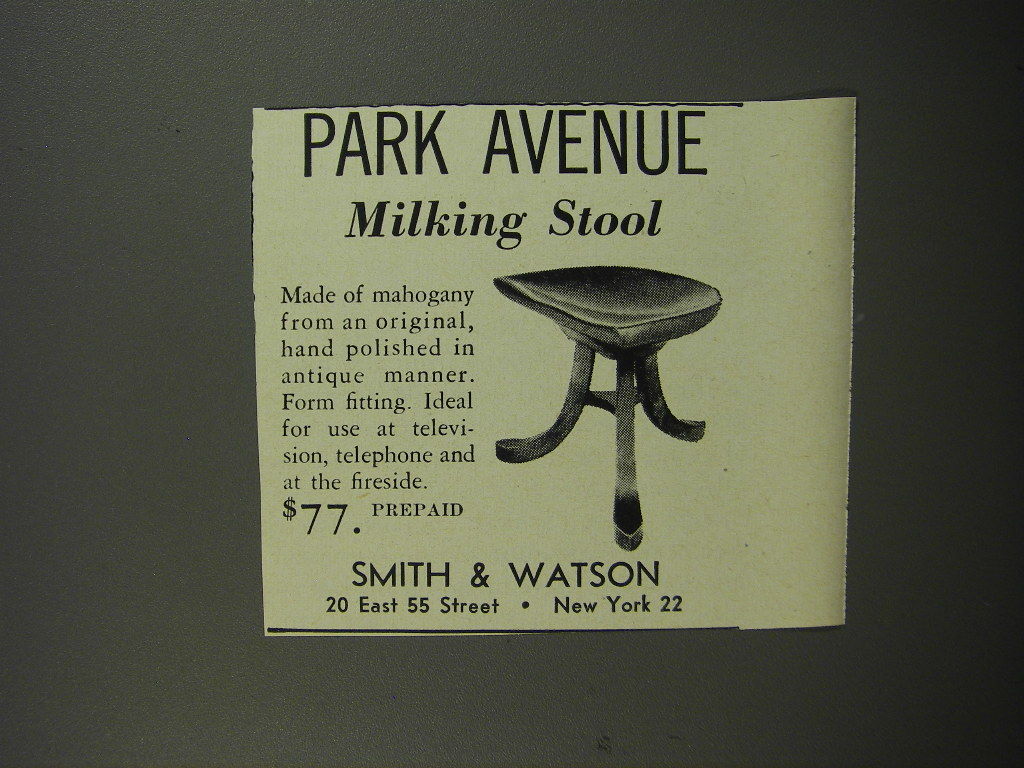 PARK AVENUE
Milking Stool
Made of mahogany
from an original,
hand polished in
antique manner.
Form fitting. Ideal
for use at televi-
sion, telephone and
at the fireside.
$77. PREPAID
SMITH & WATSON
20 East 55 Street • New York 22